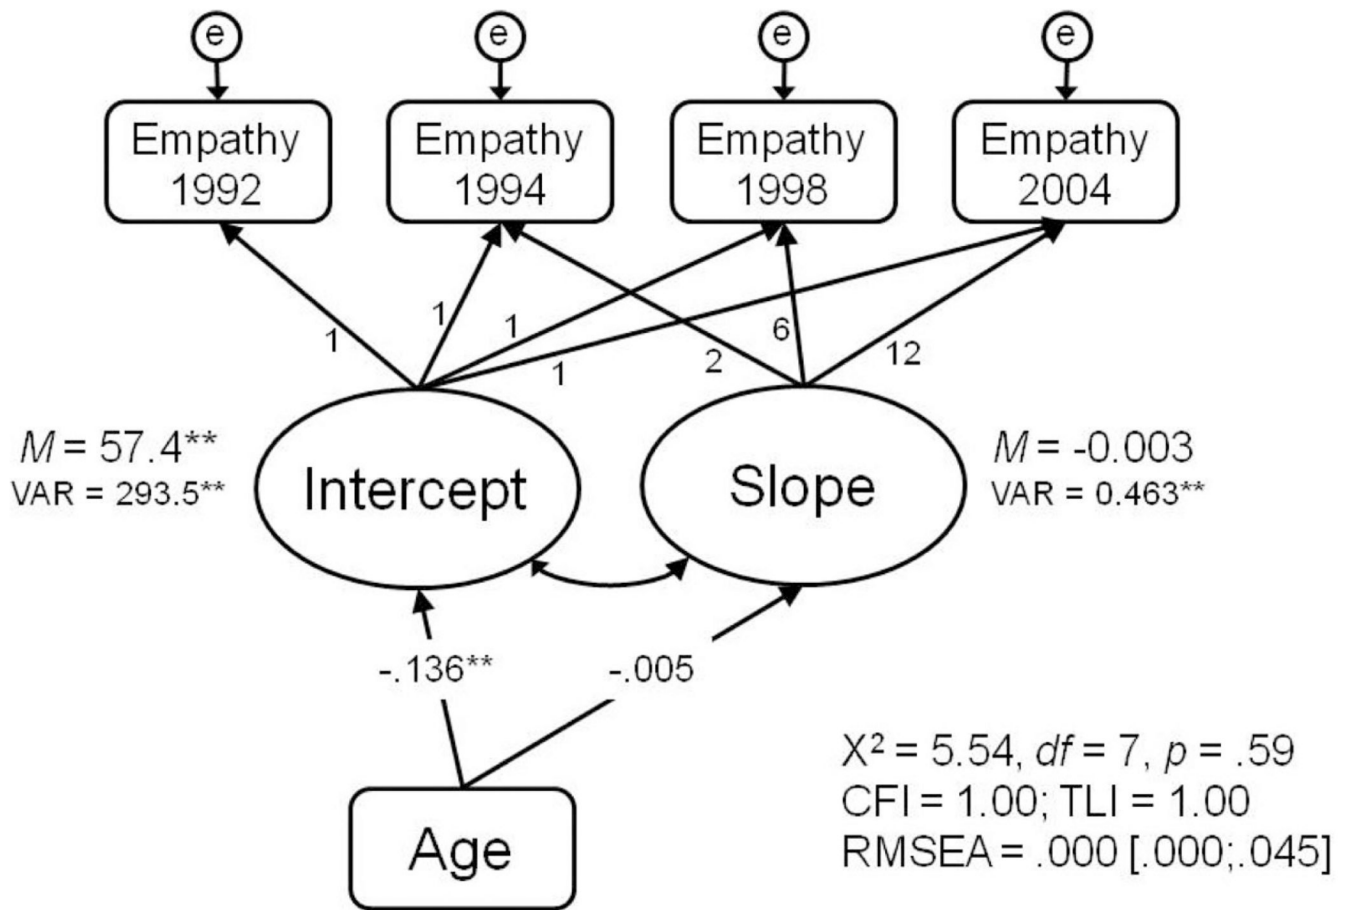 e e e e
Empathy 1992
Empathy 1994
Empathy 1998
Empathy 2004
1
1
1
1
2
6
12
M = 57.4**
VAR = 293.5**
Intercept
Slope
M = -0.003
VAR = 0.463**
-.136**
-.005
Age
X² = 5.54, df = 7, p = .59
CFI = 1.00; TLI = 1.00
RMSEA = .000 [.000;.045]